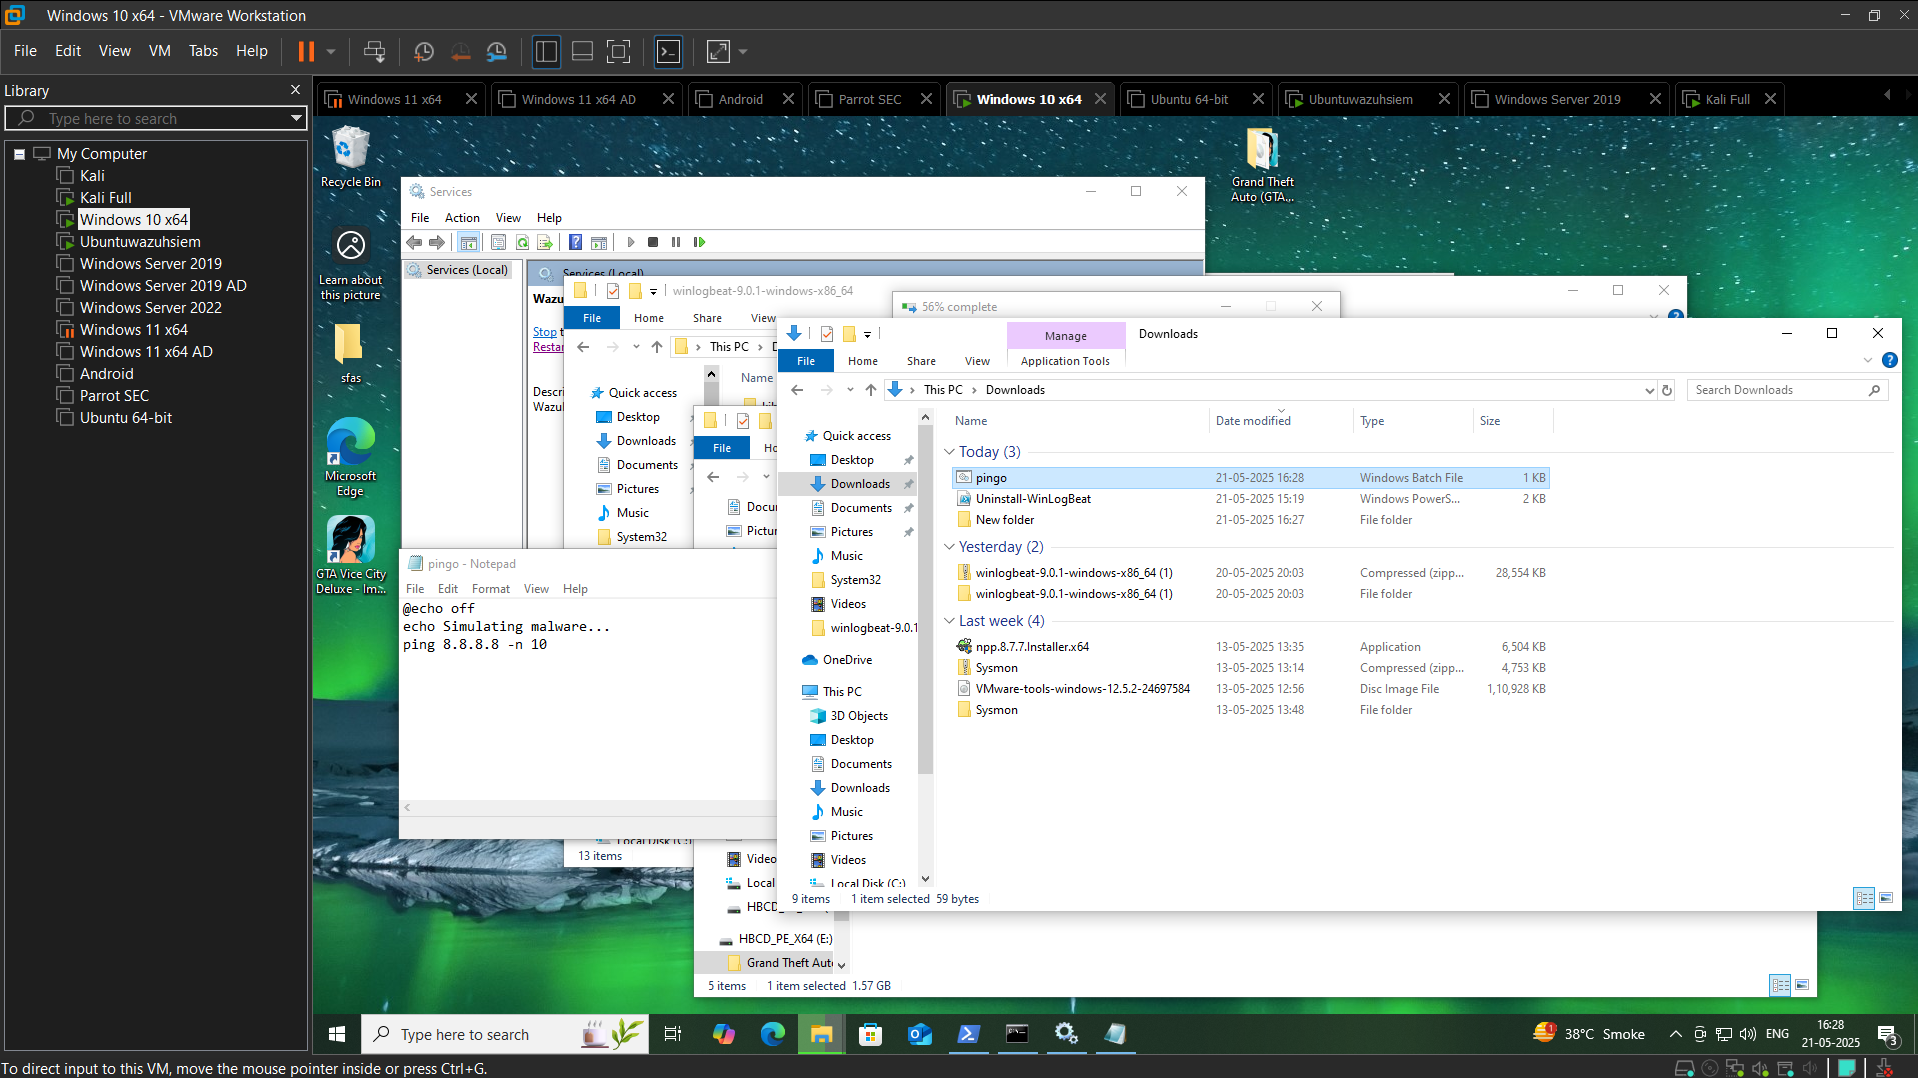 Windows 10 x64 - VMware Workstation
File Edit View VM Tabs Help
Library
Type here to search
My Computer
Kali
Kali Full
Windows 10 x64
Ubuntuwazuhsiem
Windows Server 2019
Windows Server 2019 AD
Windows Server 2022
Windows 11 x64
Windows 11 x64 AD
Android
Parrot SEC
Ubuntu 64-bit
Windows 11 x64
Windows 11 x64 AD
Android
Parrot SEC
Windows 10 x64
Ubuntu 64-bit
Ubuntuwazuhsiem
Windows Server 2019
Kali Full
Recycle Bin
Learn about
this picture
sfas
Microsoft
Edge
GTA Vice City
Deluxe - Im...
Grand Theft
Auto (GTA...
Services
File Action View Help
Services (Local)
Services (Local)
Wazu
Stop t
Restar
Descri
Wazul
winlogbeat-9.0.1-windows-x86_64
File Home Share View
This PC
Name
Quick access
Desktop
Downloads
Documents
Pictures
Music
System32
Local Disk (C:)
13 items
56% complete
File Ho
Docu
Pictur
Video
Local
HBCD_
HBCD_PE_X64 (E:)
Grand Theft Auto
5 items 1 item selected 1.57 GB
pingo - Notepad
File Edit Format View Help
@echo off
echo Simulating malware...
ping 8.8.8.8 -n 10
Manage Downloads
File Home Share View Application Tools
This PC Downloads
Search Downloads
Quick access
Desktop
Downloads
Documents
Pictures
Music
System32
Videos
winlogbeat-9.0.1
OneDrive
This PC
3D Objects
Desktop
Documents
Downloads
Music
Pictures
Videos
Local Disk (C:)
Name Date modified Type Size
Today (3)
pingo 21-05-2025 16:28 Windows Batch File 1 KB
Uninstall-WinLogBeat 21-05-2025 15:19 Windows PowerS... 2 KB
New folder 21-05-2025 16:27 File folder
Yesterday (2)
winlogbeat-9.0.1-windows-x86_64 (1) 20-05-2025 20:03 Compressed (zipp... 28,554 KB
winlogbeat-9.0.1-windows-x86_64 (1) 20-05-2025 20:03 File folder
Last week (4)
npp.8.7.7.Installer.x64 13-05-2025 13:35 Application 6,504 KB
Sysmon 13-05-2025 13:14 Compressed (zipp... 4,753 KB
VMware-tools-windows-12.5.2-24697584 13-05-2025 12:56 Disc Image File 1,10,928 KB
Sysmon 13-05-2025 13:48 File folder
9 items 1 item selected 59 bytes
Type here to search
1
38°C Smoke
ENG
16:28
21-05-2025
3
To direct input to this VM, move the mouse pointer inside or press Ctrl+G.